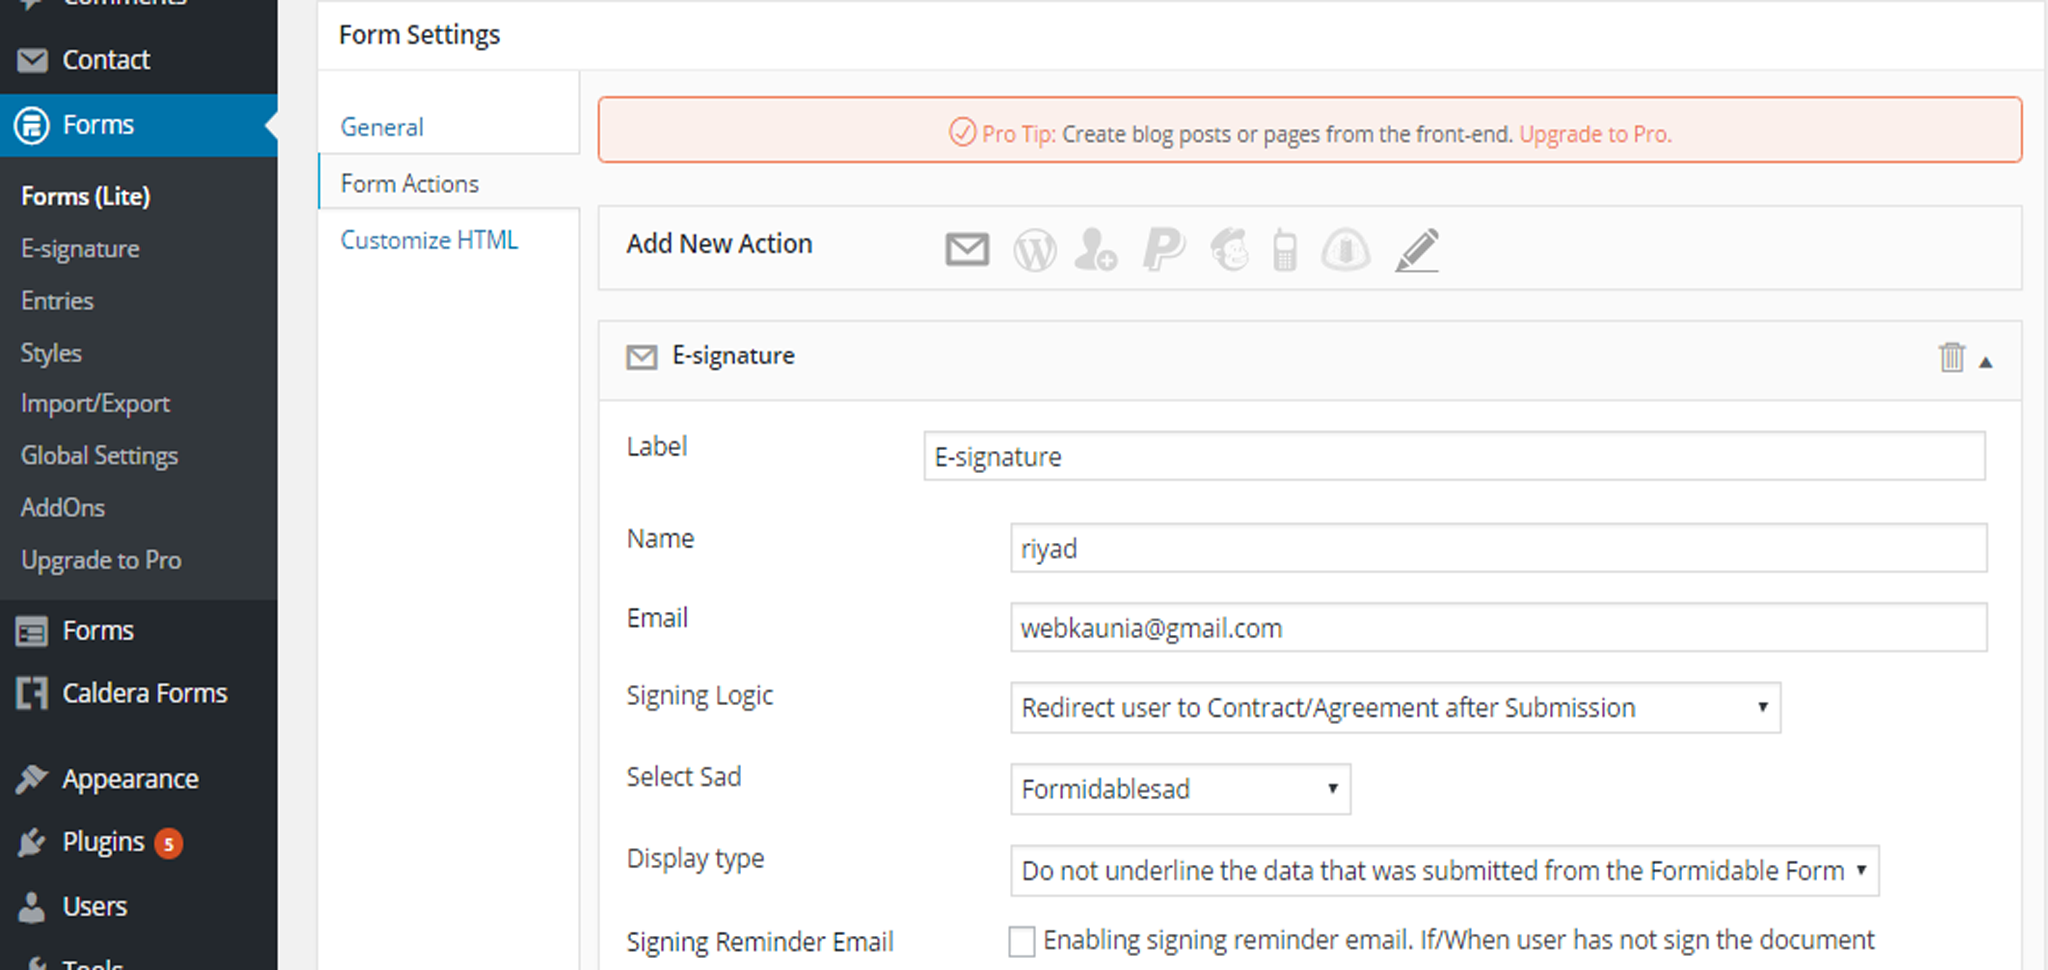 Comments
Contact
Forms
Forms (Lite)
E-signature
Entries
Styles
Import/Export
Global Settings
AddOns
Upgrade to Pro
Forms
Caldera Forms
Appearance
Plugins 5
Users
Tools
Form Settings
General
Form Actions
Customize HTML
Pro Tip: Create blog posts or pages from the front-end. Upgrade to Pro.
Add New Action
E-signature
Label E-signature
Name riyad
Email webkaunia@gmail.com
Signing Logic Redirect user to Contract/Agreement after Submission
Select Sad Formidablesad
Display type Do not underline the data that was submitted from the Formidable Form
Signing Reminder Email Enabling signing reminder email. If/When user has not sign the document